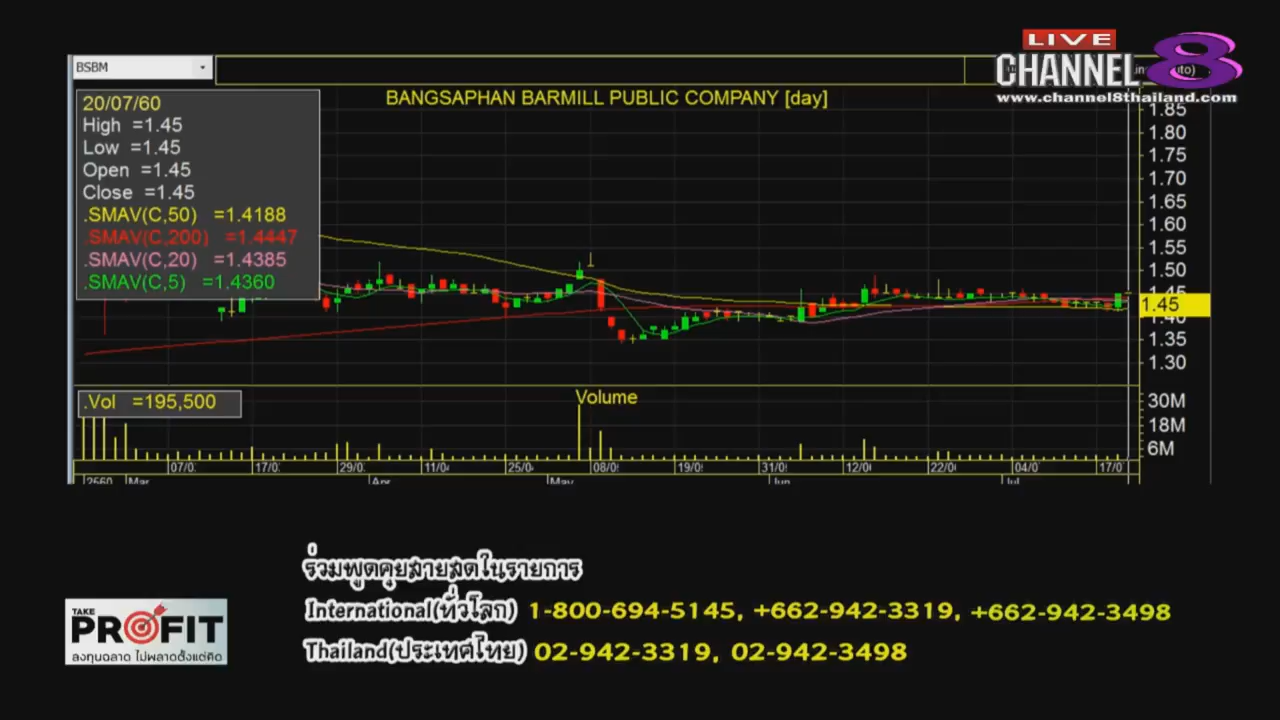 LIVE
CHANNEL 8
www.channel8thailand.com
BSBM
BANGSAPHAN BARMILL PUBLIC COMPANY [day]
20/07/60
High =1.45
Low =1.45
Open =1.45
Close =1.45
.SMAV(C,50) =1.4188
.SMAV(C,200) =1.4447
.SMAV(C,20) =1.4385
.SMAV(C,5) =1.4360
1.85
1.80
1.75
1.70
1.65
1.60
1.55
1.50
1.45
1.45
1.40
1.35
1.30
.Vol =195,500
Volume
30M
18M
6M
07/0 17/0 29/0 11/0 25/0 08/0 19/0 31/0 12/0 22/0 04/0 17/0
2560 Mar Apr May Jun Jul
ร่วมพูดคุยสายสดในรายการ
International(ทั่วโลก) 1-800-694-5145, +662-942-3319, +662-942-3498
Thailand(ประเทศไทย) 02-942-3319, 02-942-3498
TAKE
PROFIT
ลงทุนฉลาด ไม่พลาดตั้งแต่คิด